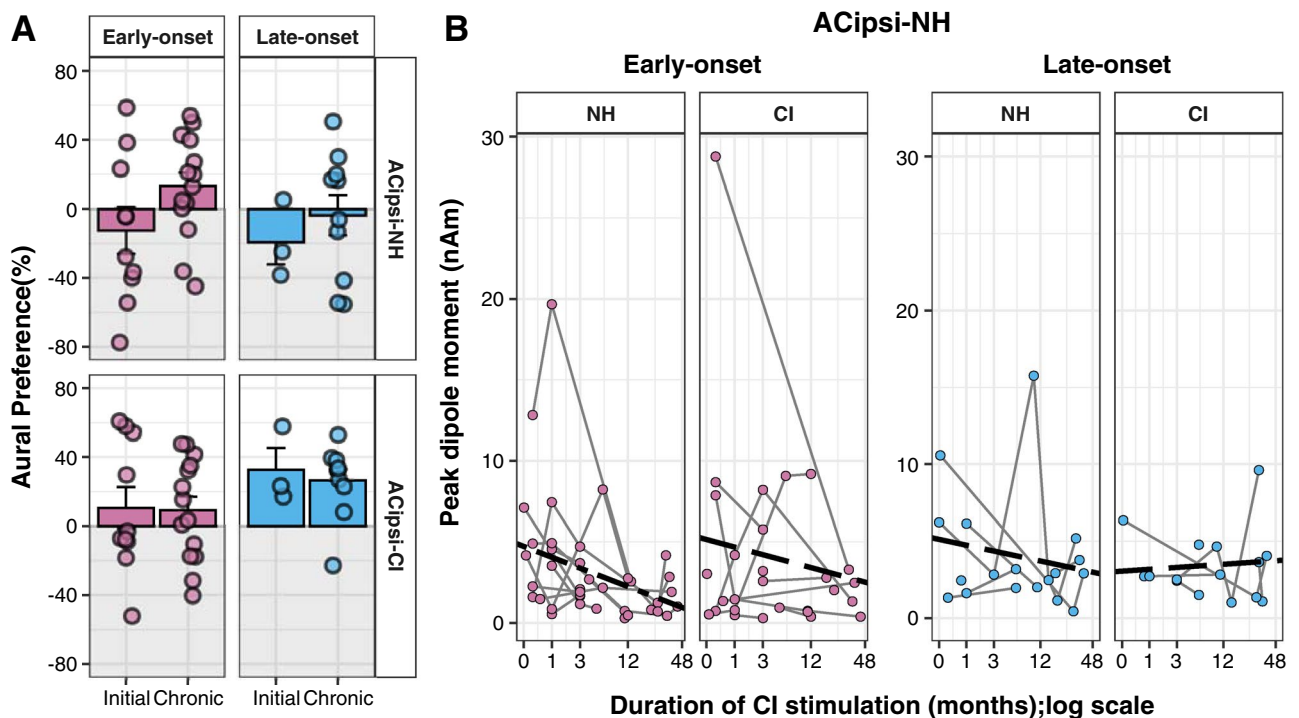 A
Early-onset Late-onset
Aural Preference(%)
80
40
0
-40
-80
ACipsi-NH
80
40
0
-40
-80
ACipsi-CI
Initial Chronic Initial Chronic
B
ACipsi-NH
Early-onset Late-onset
NH CI NH CI
Peak dipole moment (nAm)
30
20
10
0
30
20
10
0
0 1 3 12 48 0 1 3 12 48 0 1 3 12 48 0 1 3 12 48
Duration of CI stimulation (months);log scale